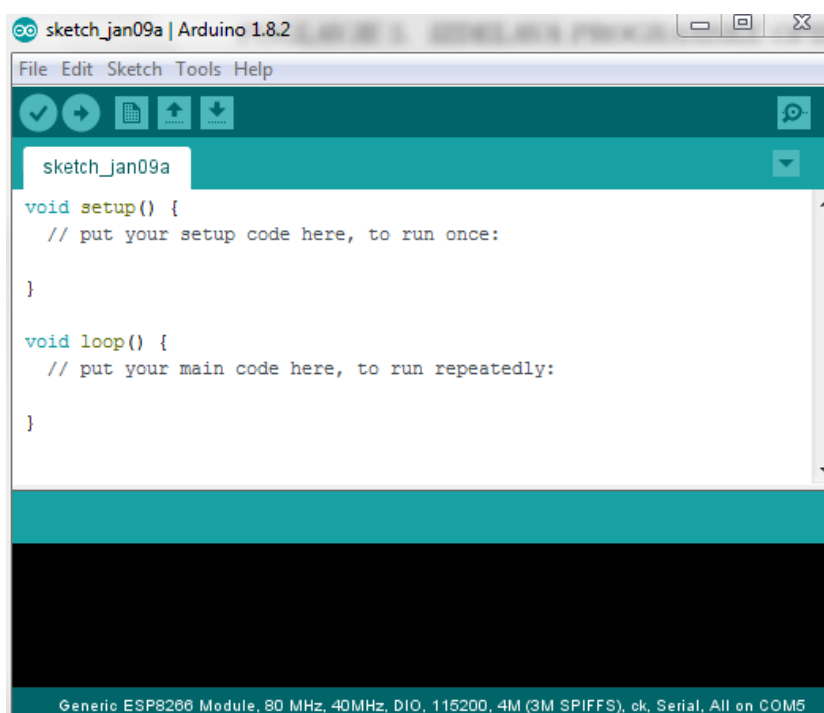 sketch_jan09a | Arduino 1.8.2
File Edit Sketch Tools Help
sketch_jan09a
void setup() {
  // put your setup code here, to run once:
}
void loop() {
  // put your main code here, to run repeatedly:
}
Generic ESP8266 Module, 80 MHz, 40MHz, DIO, 115200, 4M (3M SPIFFS), ck, Serial, All on COM5